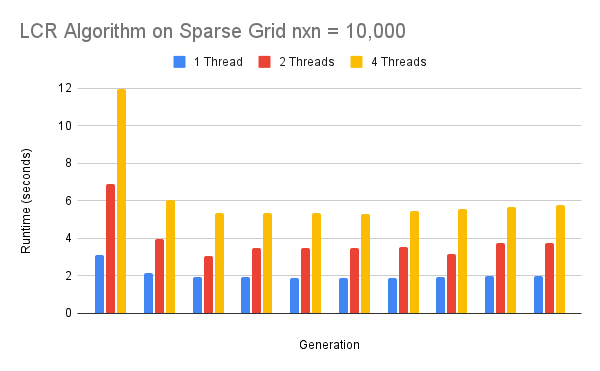 LCR Algorithm on Sparse Grid nxn = 10,000
1 Thread
2 Threads
4 Threads
12
10
8
6
4
2
0
Runtime (seconds)
Generation